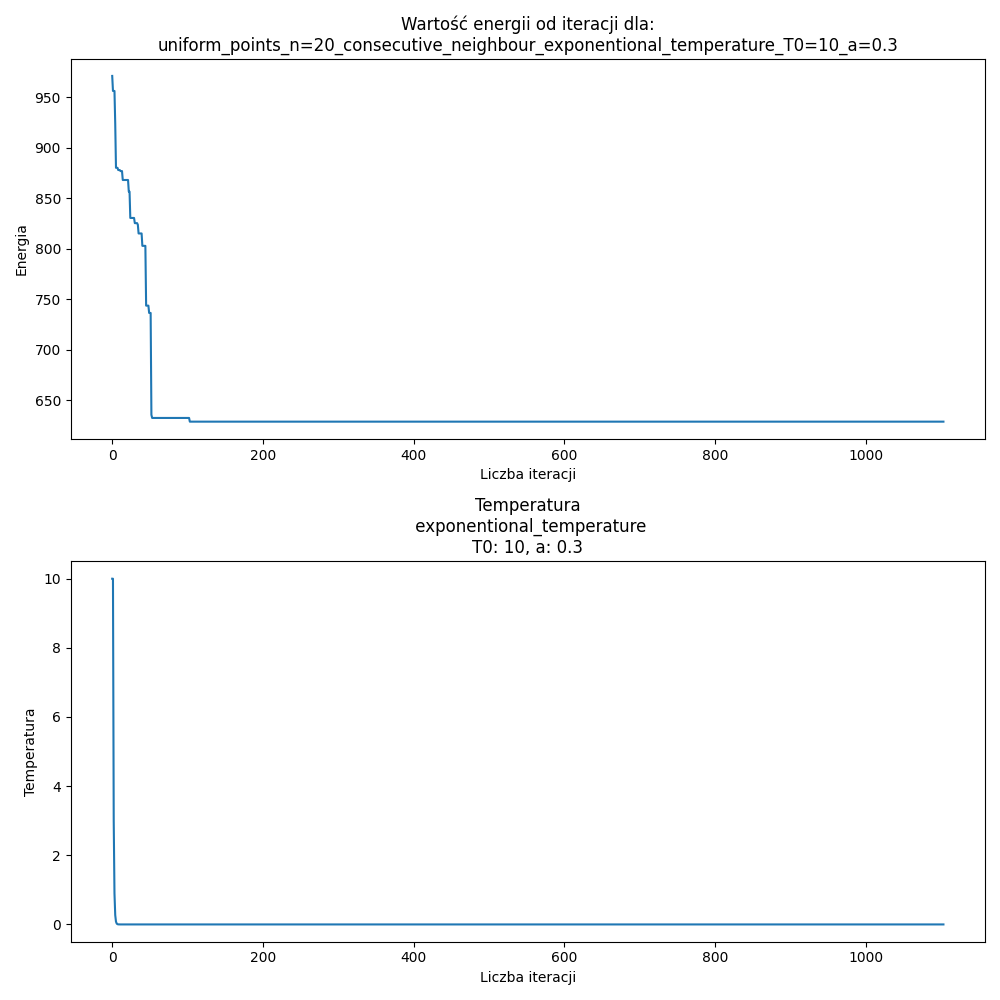 Wartość energii od iteracji dla:
uniform_points_n=20_consecutive_neighbour_exponentional_temperature_T0=10_a=0.3
950
900
850
800
750
700
650
Energia
0 200 400 600 800 1000
Liczba iteracji
Temperatura
exponentional_temperature
T0: 10, a: 0.3
10
8
6
4
2
0
Temperatura
0 200 400 600 800 1000
Liczba iteracji